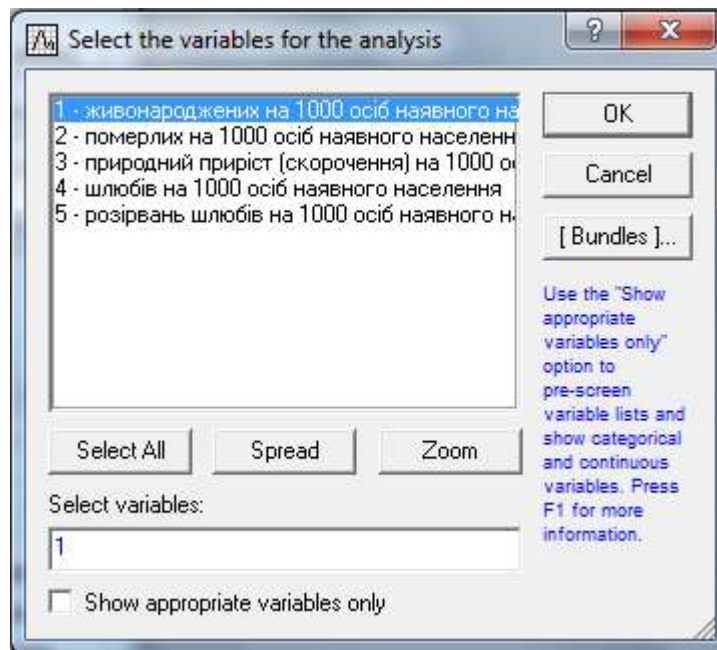 Select the variables for the analysis
1 - живонароджених на 1000 осіб наявного на
2 - померлих на 1000 осіб наявного населенн
3 - природний приріст (скорочення) на 1000 о
4 - шлюбів на 1000 осіб наявного населення
5 - розірвань шлюбів на 1000 осіб наявного н
OK
Cancel
[ Bundles ]...
Use the "Show
appropriate
variables only"
option to
pre-screen
variable lists and
show categorical
and continuous
variables. Press
F1 for more
information.
Select All
Spread
Zoom
Select variables:
1
Show appropriate variables only